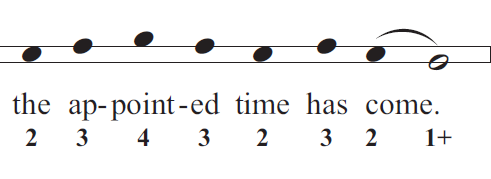 the ap-point-ed time has come.
2 3 4 3 2 3 2 1+